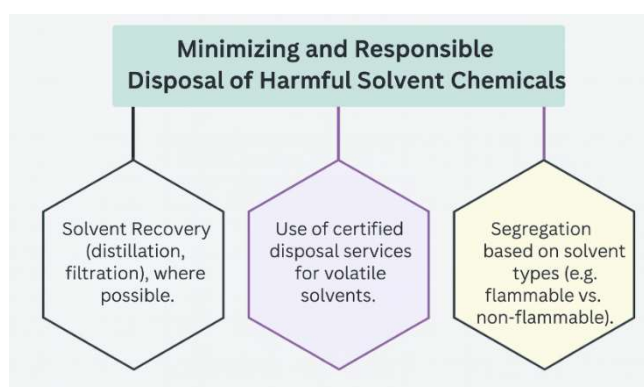 Minimizing and Responsible
Disposal of Harmful Solvent Chemicals
Solvent Recovery
(distillation,
filtration), where
possible.
Use of certified
disposal services
for volatile
solvents.
Segregation
based on solvent
types (e.g.
flammable vs.
non-flammable).